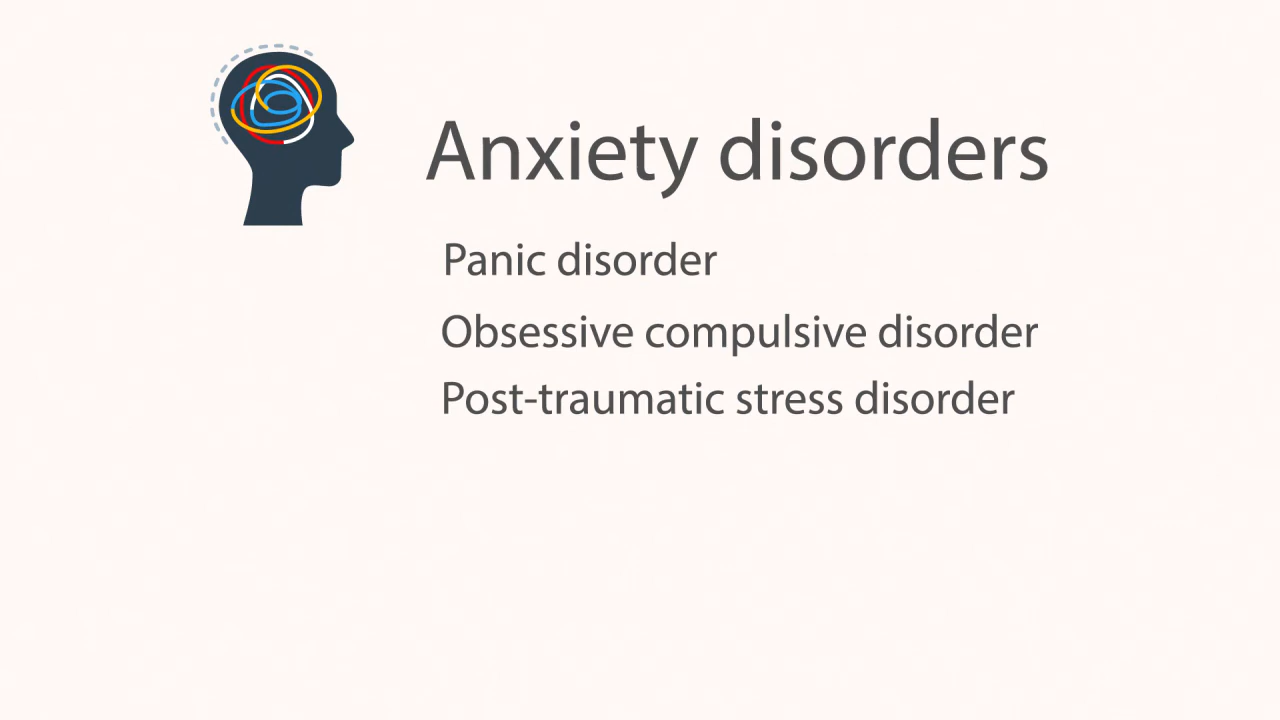 Anxiety disorders
Panic disorder
Obsessive compulsive disorder
Post-traumatic stress disorder